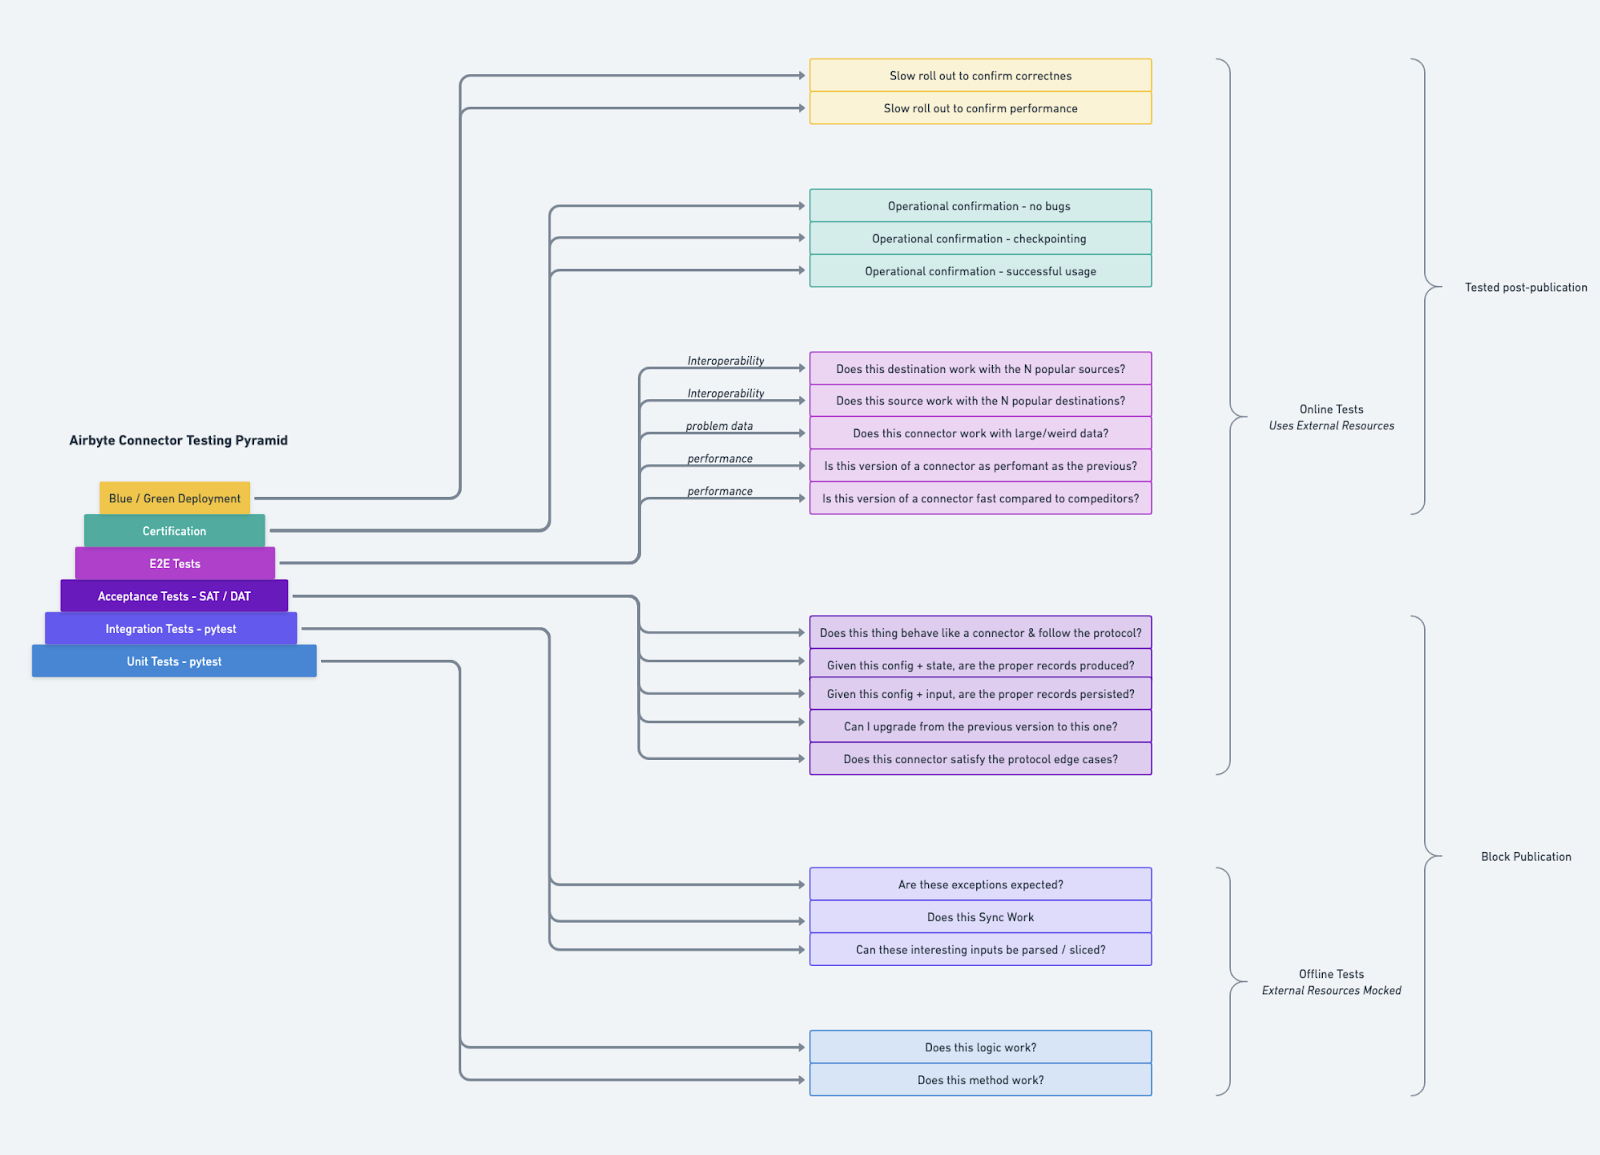 Airbyte Connector Testing Pyramid
Blue / Green Deployment
Certification
E2E Tests
Acceptance Tests - SAT / DAT
Integration Tests - pytest
Unit Tests - pytest
Slow roll out to confirm correctnes
Slow roll out to confirm performance
Operational confirmation - no bugs
Operational confirmation - checkpointing
Operational confirmation - successful usage
Interoperability
Does this destination work with the N popular sources?
Interoperability
Does this source work with the N popular destinations?
problem data
Does this connector work with large/weird data?
performance
Is this version of a connector as perfomant as the previous?
performance
Is this version of a connector fast compared to compeditors?
Does this thing behave like a connector & follow the protocol?
Given this config + state, are the proper records produced?
Given this config + input, are the proper records persisted?
Can I upgrade from the previous version to this one?
Does this connector satisfy the protocol edge cases?
Are these exceptions expected?
Does this Sync Work
Can these interesting inputs be parsed / sliced?
Does this logic work?
Does this method work?
Online Tests
Uses External Resources
Offline Tests
External Resources Mocked
Tested post-publication
Block Publication